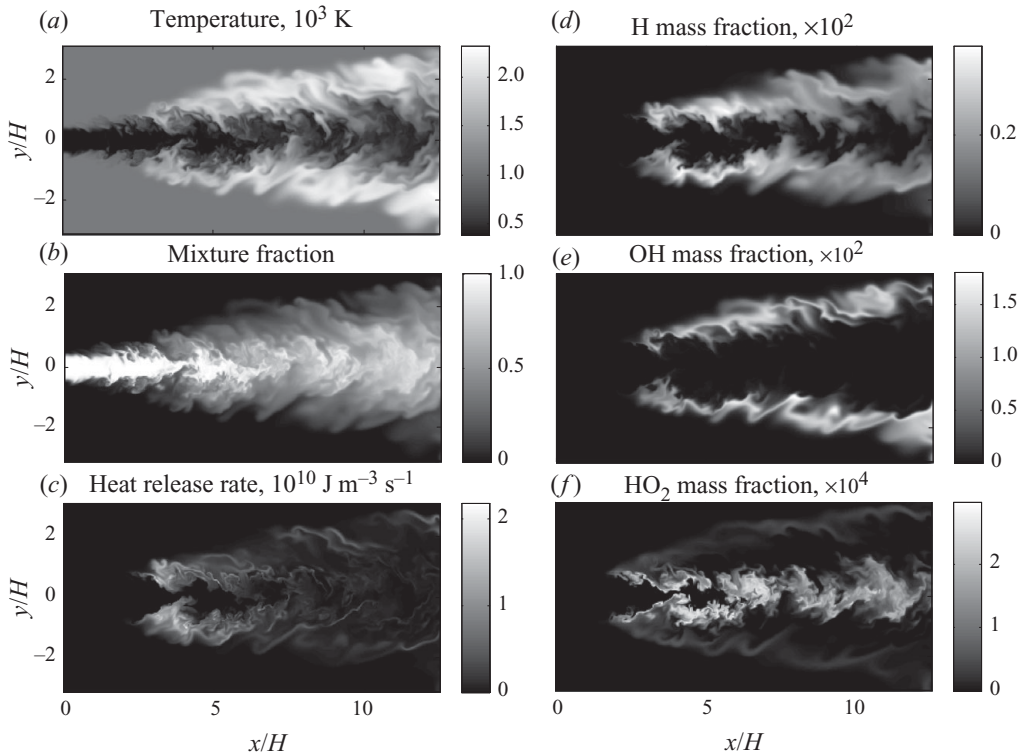 (a) Temperature, 10³ K
2.0
1.5
1.0
0.5
y/H
2
0
–2
(b) Mixture fraction
1.0
0.5
0
y/H
2
0
–2
(c) Heat release rate, 10¹⁰ J m⁻³ s⁻¹
2
1
0
y/H
2
0
–2
0 5 10
x/H
(d) H mass fraction, ×10²
0.2
0
(e) OH mass fraction, ×10²
1.5
1.0
0.5
0
(f) HO₂ mass fraction, ×10⁴
2
1
0
0 5 10
x/H